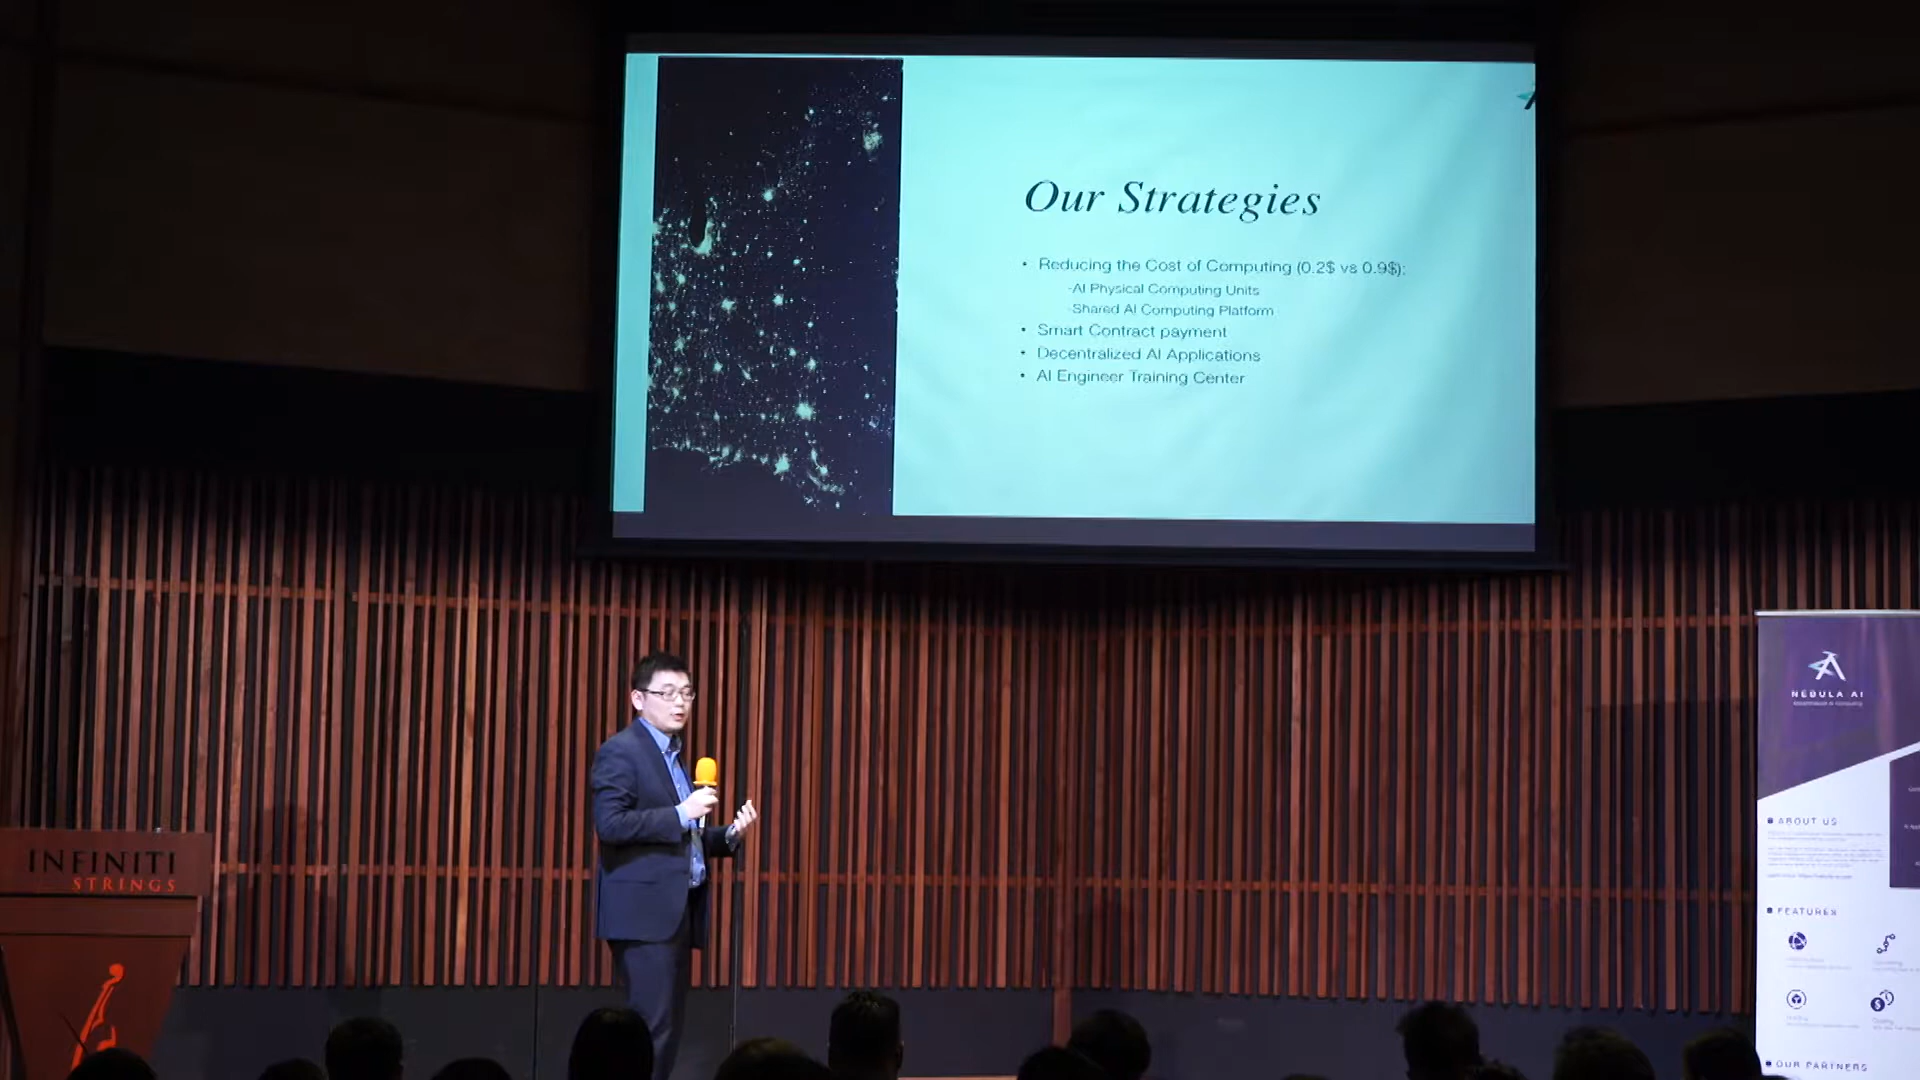 Our Strategies
• Reducing the Cost of Computing (0.2$ vs 0.9$):
-AI Physical Computing Units
-Shared AI Computing Platform
• Smart Contract payment
• Decentralized AI Applications
• AI Engineer Training Center
INFINITI
STRINGS
NEBULA AI
ABOUT US
FEATURES
OUR PARTNERS